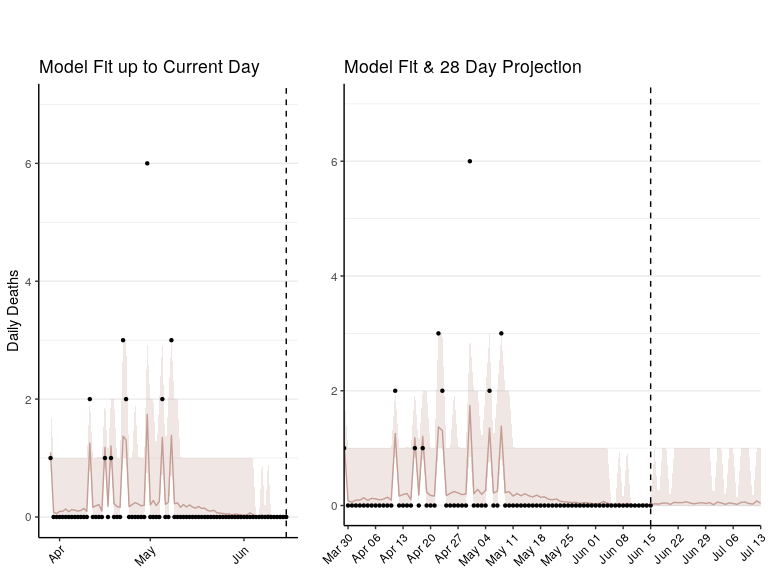 Model Fit up to Current Day
Daily Deaths
6
4
2
0
Apr
May
Jun
Model Fit & 28 Day Projection
6
4
2
0
Mar 30
Apr 06
Apr 13
Apr 20
Apr 27
May 04
May 11
May 18
May 25
Jun 01
Jun 08
Jun 15
Jun 22
Jun 29
Jul 06
Jul 13